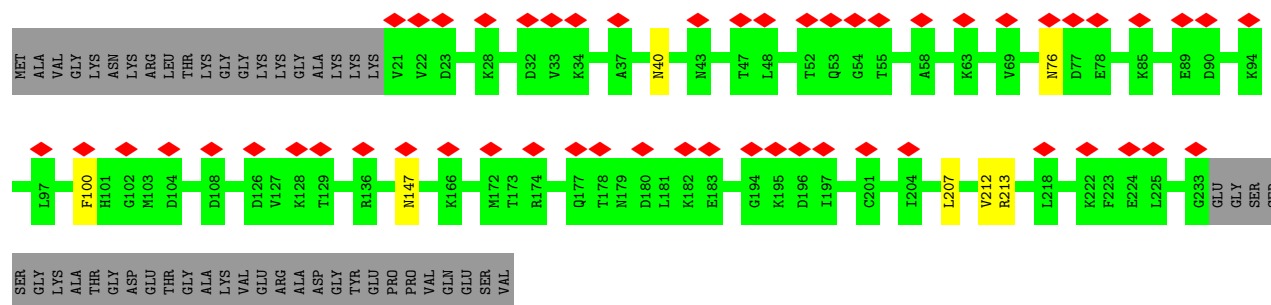 MET ALA VAL GLY LYS ASN LYS ARG LEU THR LYS GLY GLY LYS LYS GLY ALA LYS LYS LYS V21 V22 D23 K28 D32 V33 K34 A37 N40 N43 T47 L48 T52 Q53 G54 T55 A58 K63 V69 N76 D77 E78 K85 E89 D90 K94
L97 F100 H101 G102 M103 D104 D108 D126 V127 K128 T129 R136 N147 K166 M172 T173 R174 Q177 T178 N179 D180 L181 K182 E183 G194 K195 D196 I197 C201 I204 L207 V212 R213 L218 K222 F223 E224 L225 G233 GLU GLY SER
SER GLY LYS ALA THR GLY ASP GLU THR GLY ALA LYS VAL GLU ARG ALA ASP GLY TYR GLU PRO PRO VAL GLN GLU SER VAL